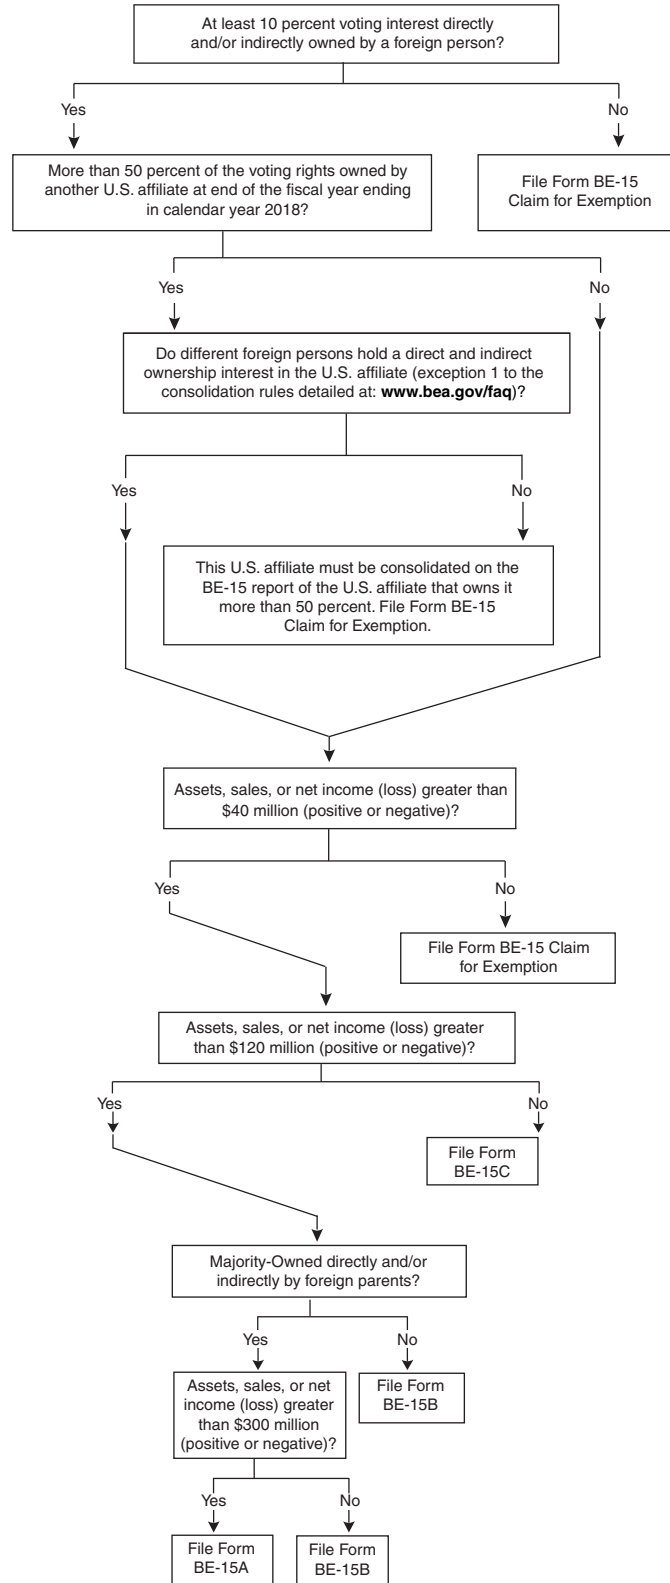 At least 10 percent voting interest directly
and/or indirectly owned by a foreign person?
Yes
No
More than 50 percent of the voting rights owned by
another U.S. affiliate at end of the fiscal year ending
in calendar year 2018?
File Form BE-15
Claim for Exemption
Yes
No
Do different foreign persons hold a direct and indirect
ownership interest in the U.S. affiliate (exception 1 to the
consolidation rules detailed at: www.bea.gov/faq)?
Yes
No
This U.S. affiliate must be consolidated on the
BE-15 report of the U.S. affiliate that owns it
more than 50 percent. File Form BE-15
Claim for Exemption.
Assets, sales, or net income (loss) greater than
$40 million (positive or negative)?
Yes
No
File Form BE-15 Claim
for Exemption
Assets, sales, or net income (loss) greater
than $120 million (positive or negative)?
Yes
No
File Form
BE-15C
Majority-Owned directly and/or
indirectly by foreign parents?
Yes
No
Assets, sales, or net
income (loss) greater
than $300 million
(positive or negative)?
File Form
BE-15B
Yes
No
File Form
BE-15A
File Form
BE-15B